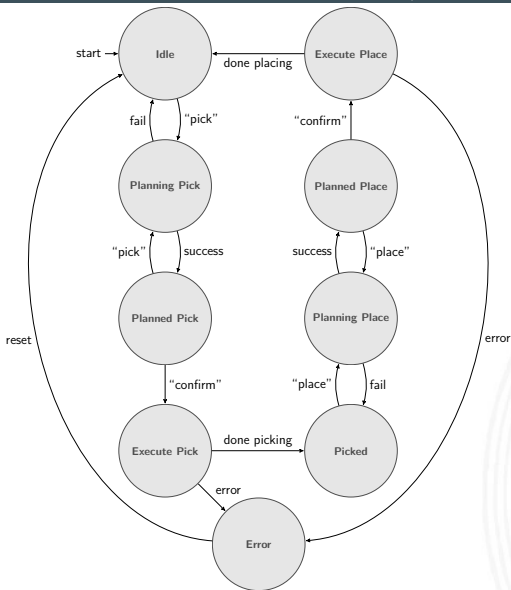 start
Idle
done placing
Execute Place
fail
“pick”
“confirm”
Planning Pick
Planned Place
“pick”
success
success
“place”
Planned Pick
Planning Place
reset
error
“confirm”
“place”
fail
Execute Pick
done picking
Picked
error
Error